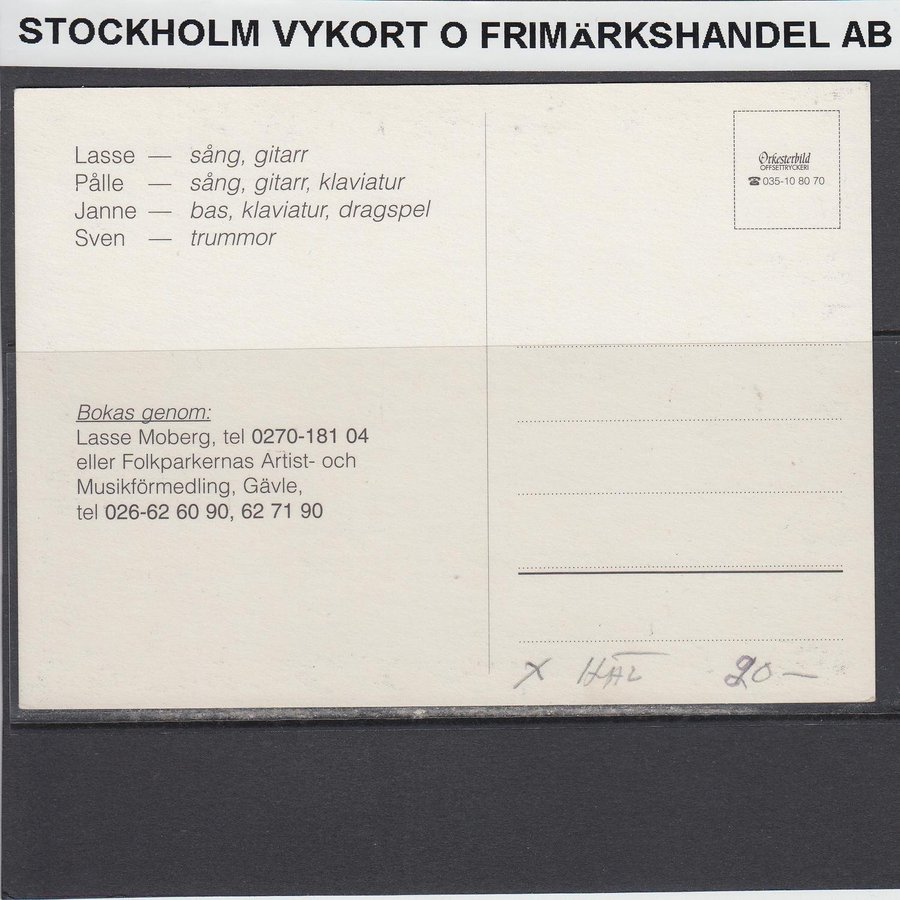 STOCKHOLM VYKORT O FRIMÄRKSHANDEL AB
Lasse — sång, gitarr
Pålle — sång, gitarr, klaviatur
Janne — bas, klaviatur, dragspel
Sven — trummor
Orkesterbild
OFFSETTRYCKERI
☎ 035-10 80 70
Bokas genom:
Lasse Moberg, tel 0270-181 04
eller Folkparkernas Artist- och
Musikförmedling, Gävle,
tel 026-62 60 90, 62 71 90
X HÄL 20—